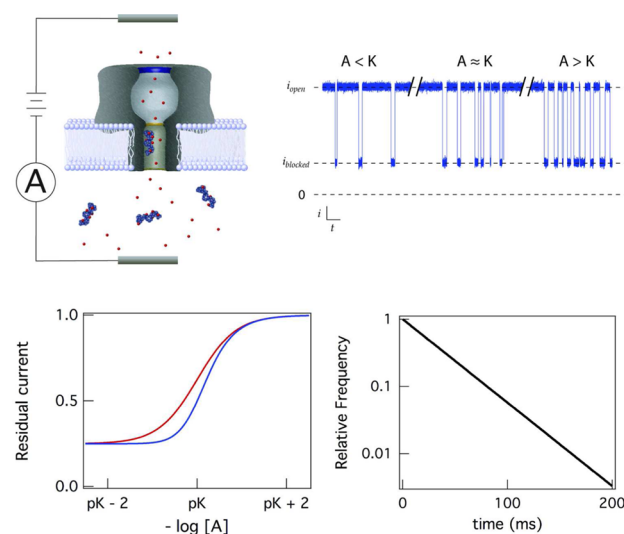 A
A < K
A ≈ K
A > K
i_open
i_blocked
0
i
t
Residual current
1.0
0.5
0.0
pK - 2
pK
pK + 2
- log [A]
Relative Frequency
1
0.1
0.01
0
100
200
time (ms)